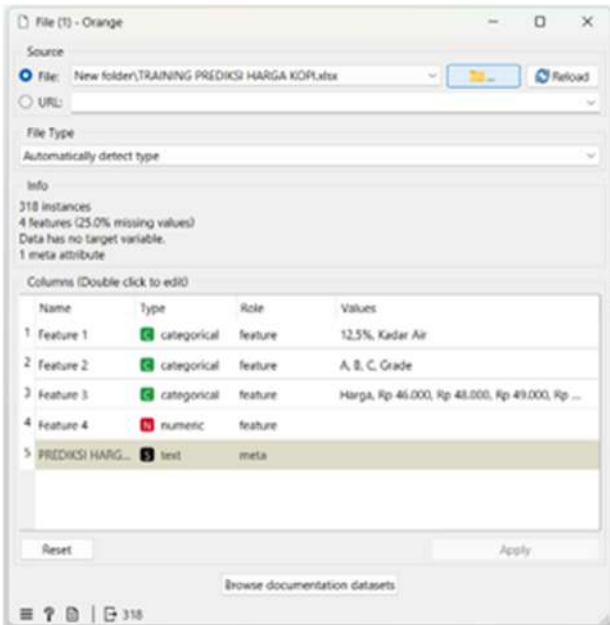 File (1) - Orange
Source
File: New folder\TRAINING PREDIKSI HARGA KOPI.xlsx ... Reload
URL:
File Type
Automatically detect type
Info
318 instances
4 features (25.0% missing values)
Data has no target variable.
1 meta attribute
Columns (Double click to edit)
Name Type Role Values
1 Feature 1 C categorical feature 12,5%, Kadar Air
2 Feature 2 C categorical feature A, B, C, Grade
3 Feature 3 C categorical feature Harga, Rp 46.000, Rp 48.000, Rp 49.000, Rp ...
4 Feature 4 N numeric feature
5 PREDIKSI HARG... S text meta
Reset Apply
Browse documentation datasets
? 318